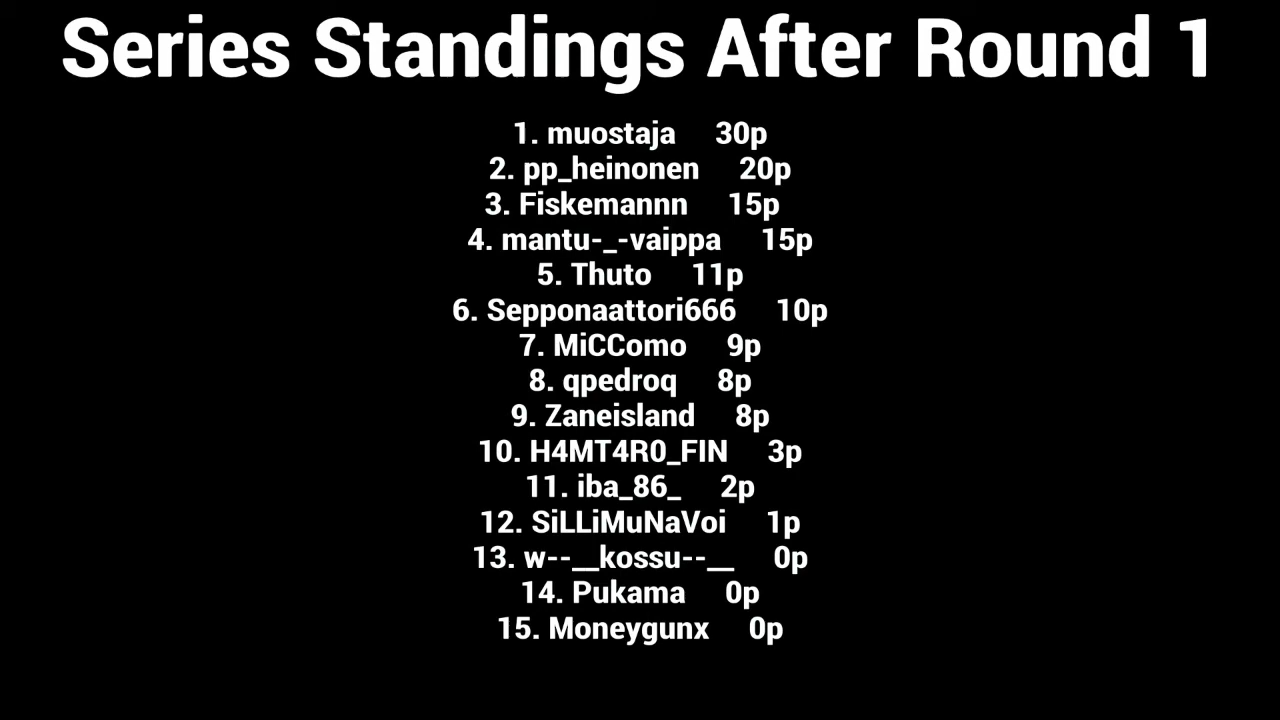 Series Standings After Round 1
1. muostaja 30p
2. pp_heinonen 20p
3. Fiskemannn 15p
4. mantu-_-vaippa 15p
5. Thuto 11p
6. Sepponaattori666 10p
7. MiCComo 9p
8. qpedroq 8p
9. Zaneisland 8p
10. H4MT4R0_FIN 3p
11. iba_86_ 2p
12. SiLLiMuNaVoi 1p
13. w--__kossu--__ 0p
14. Pukama 0p
15. Moneygunx 0p